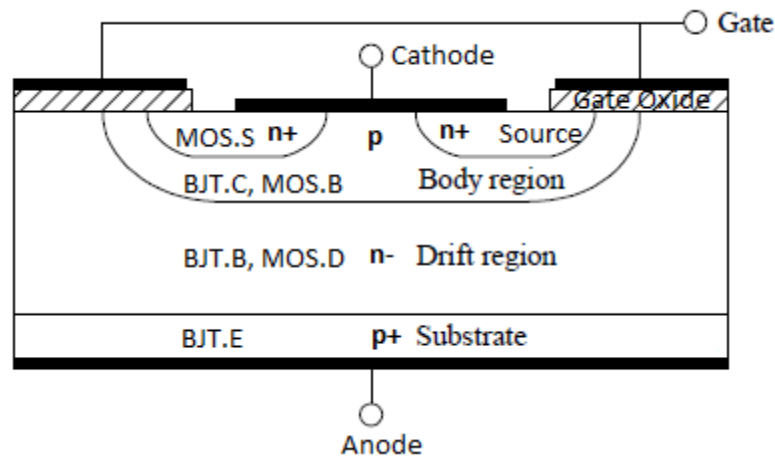 Gate
Cathode
Gate Oxide
MOS.S n+ p n+ Source
BJT.C, MOS.B Body region
BJT.B, MOS.D n- Drift region
BJT.E p+ Substrate
Anode